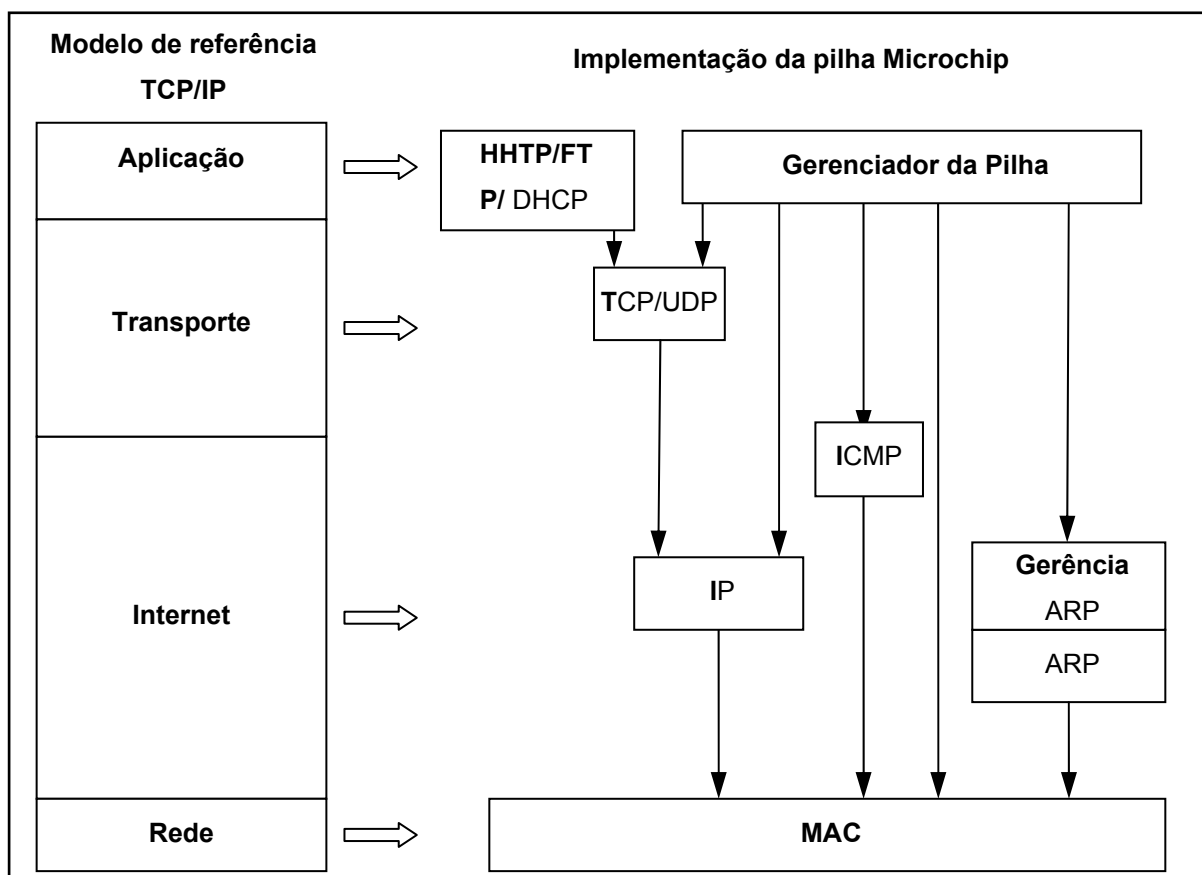 Modelo de referência
TCP/IP
Implementação da pilha Microchip
Aplicação
HHTP/FT
P/ DHCP
Gerenciador da Pilha
Transporte
TCP/UDP
ICMP
Internet
IP
Gerência
ARP
ARP
Rede
MAC